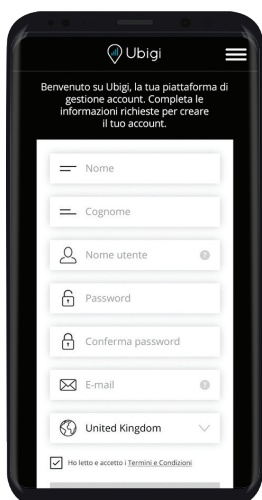 Ubigi
Benvenuto su Ubigi, la tua piattaforma di
gestione account. Completa le
informazioni richieste per creare
il tuo account.
Nome
Cognome
Nome utente
?
Password
Conferma password
E-mail
?
United Kingdom
Ho letto e accetto i Termini e Condizioni